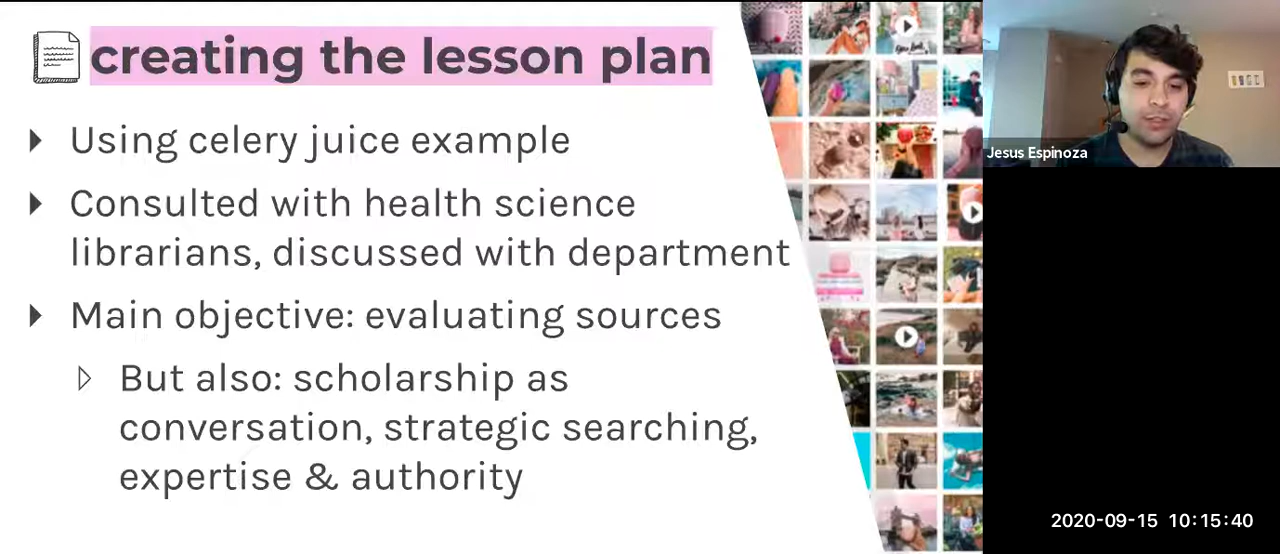 creating the lesson plan
Using celery juice example
Consulted with health science
librarians, discussed with department
Main objective: evaluating sources
But also: scholarship as
conversation, strategic searching,
expertise & authority
Jesus Espinoza
2020-09-15 10:15:40